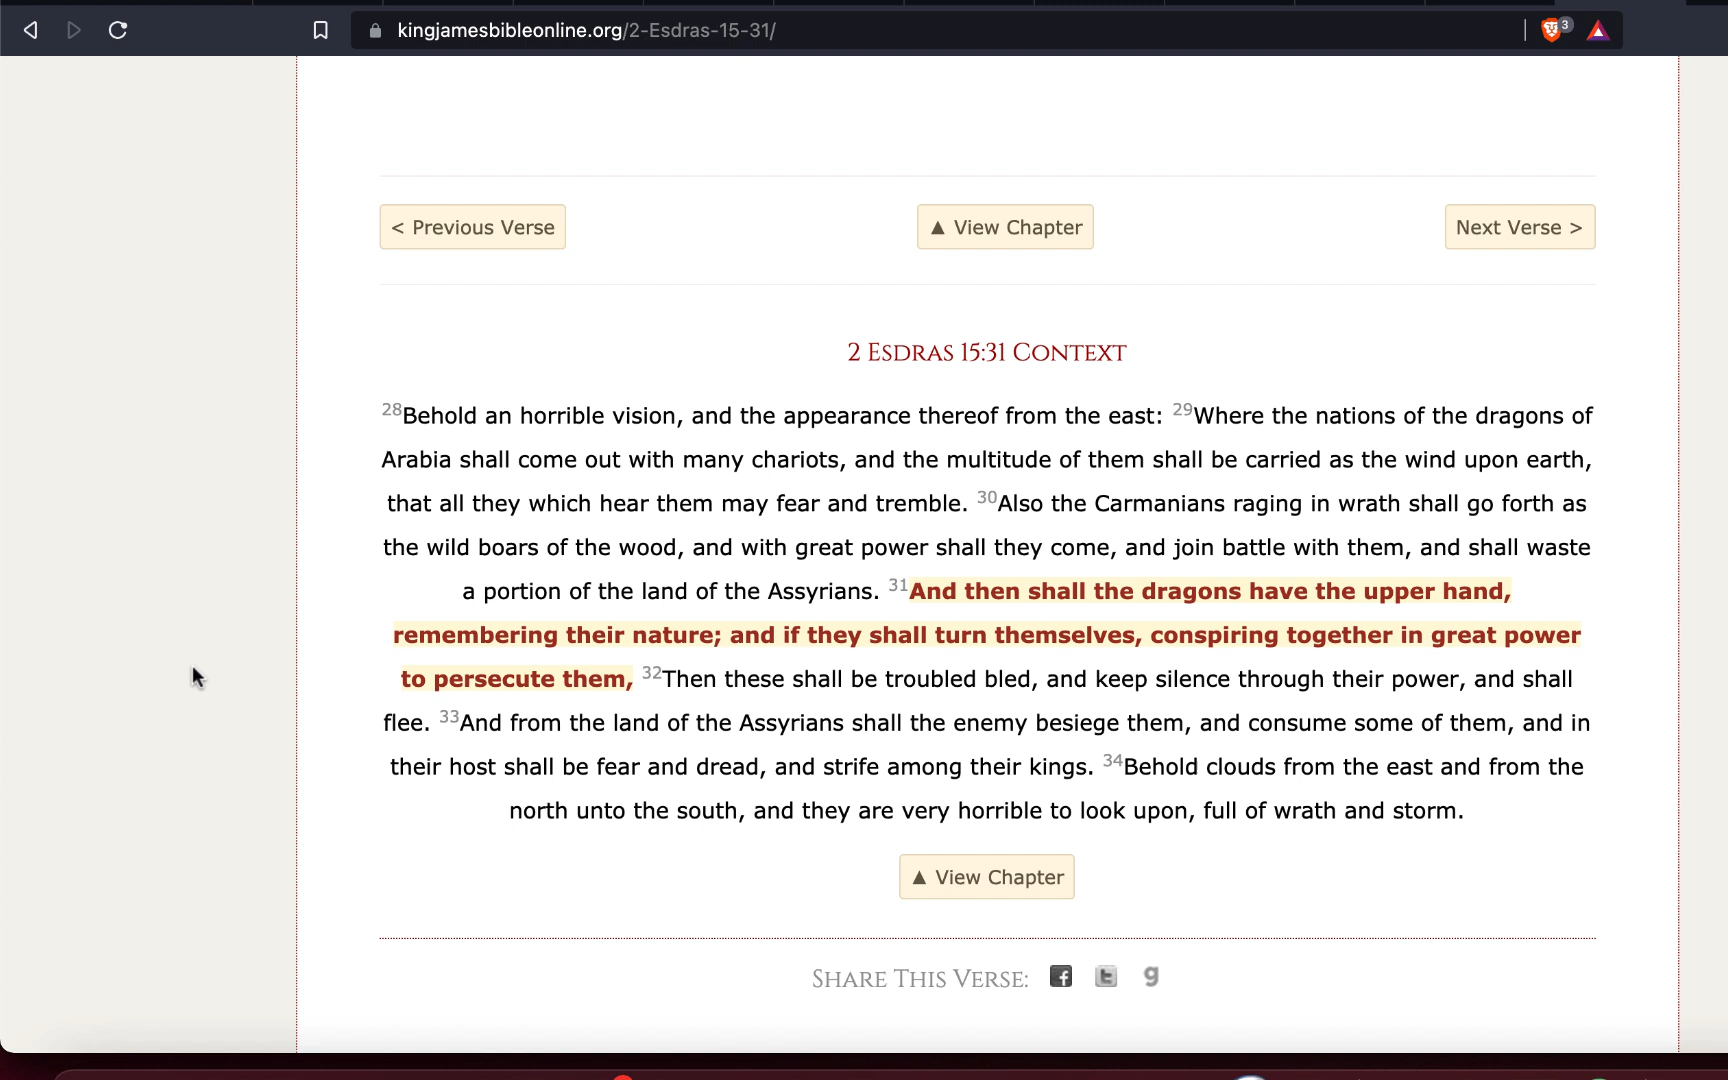 kingjamesbibleonline.org/2-Esdras-15-31/
3
< Previous Verse
▲ View Chapter
Next Verse >
2 Esdras 15:31 Context
28Behold an horrible vision, and the appearance thereof from the east: 29Where the nations of the dragons of
Arabia shall come out with many chariots, and the multitude of them shall be carried as the wind upon earth,
that all they which hear them may fear and tremble. 30Also the Carmanians raging in wrath shall go forth as
the wild boars of the wood, and with great power shall they come, and join battle with them, and shall waste
a portion of the land of the Assyrians. 31And then shall the dragons have the upper hand,
remembering their nature; and if they shall turn themselves, conspiring together in great power
to persecute them, 32Then these shall be troubled bled, and keep silence through their power, and shall
flee. 33And from the land of the Assyrians shall the enemy besiege them, and consume some of them, and in
their host shall be fear and dread, and strife among their kings. 34Behold clouds from the east and from the
north unto the south, and they are very horrible to look upon, full of wrath and storm.
▲ View Chapter
Share This Verse: f t g